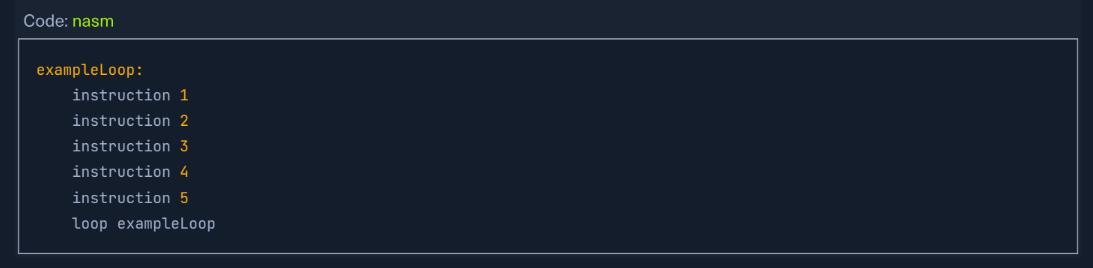 Code: nasm
exampleLoop:
    instruction 1
    instruction 2
    instruction 3
    instruction 4
    instruction 5
    loop exampleLoop